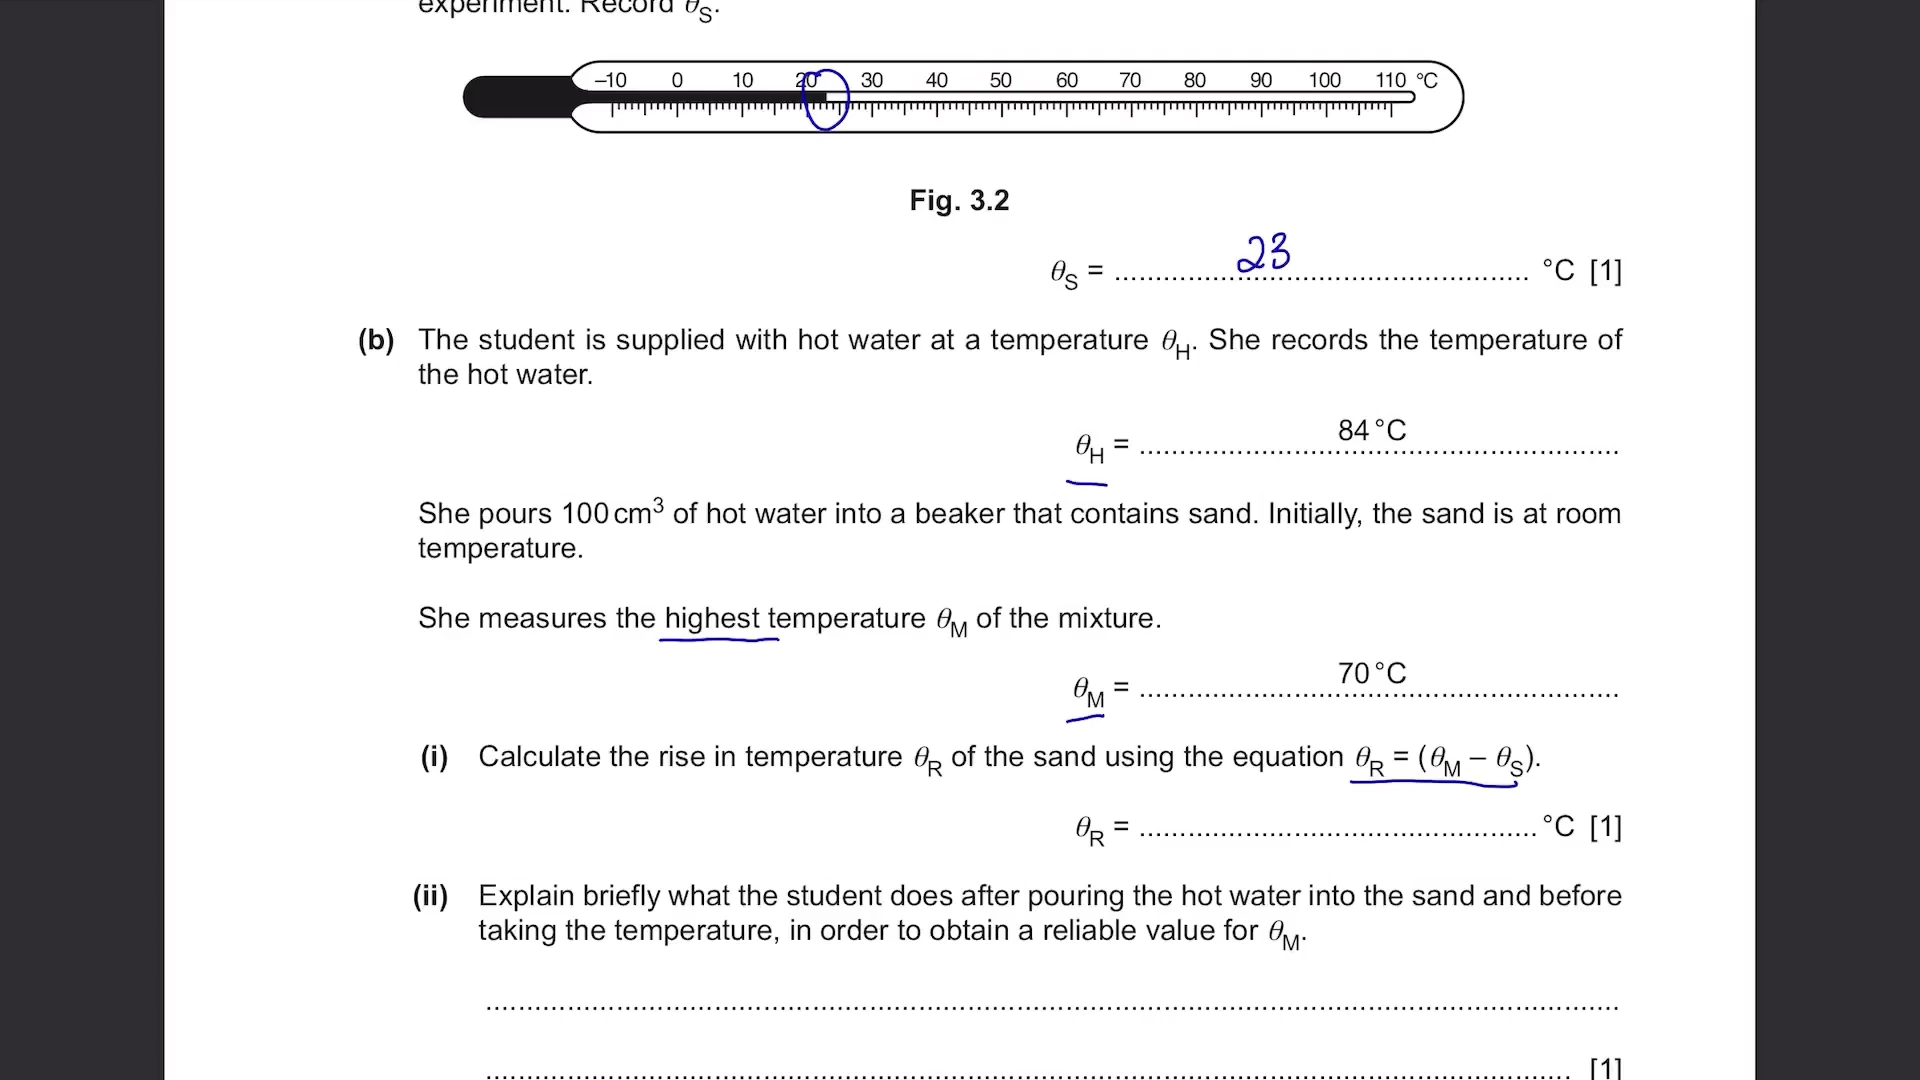 experiment. Record θS.
–10 0 10 20 30 40 50 60 70 80 90 100 110 °C
Fig. 3.2
θS = 23 °C [1]
(b) The student is supplied with hot water at a temperature θH. She records the temperature of
the hot water.
θH = 84 °C
She pours 100 cm³ of hot water into a beaker that contains sand. Initially, the sand is at room
temperature.
She measures the highest temperature θM of the mixture.
θM = 70 °C
(i) Calculate the rise in temperature θR of the sand using the equation θR = (θM – θS).
θR = °C [1]
(ii) Explain briefly what the student does after pouring the hot water into the sand and before
taking the temperature, in order to obtain a reliable value for θM.
[1]